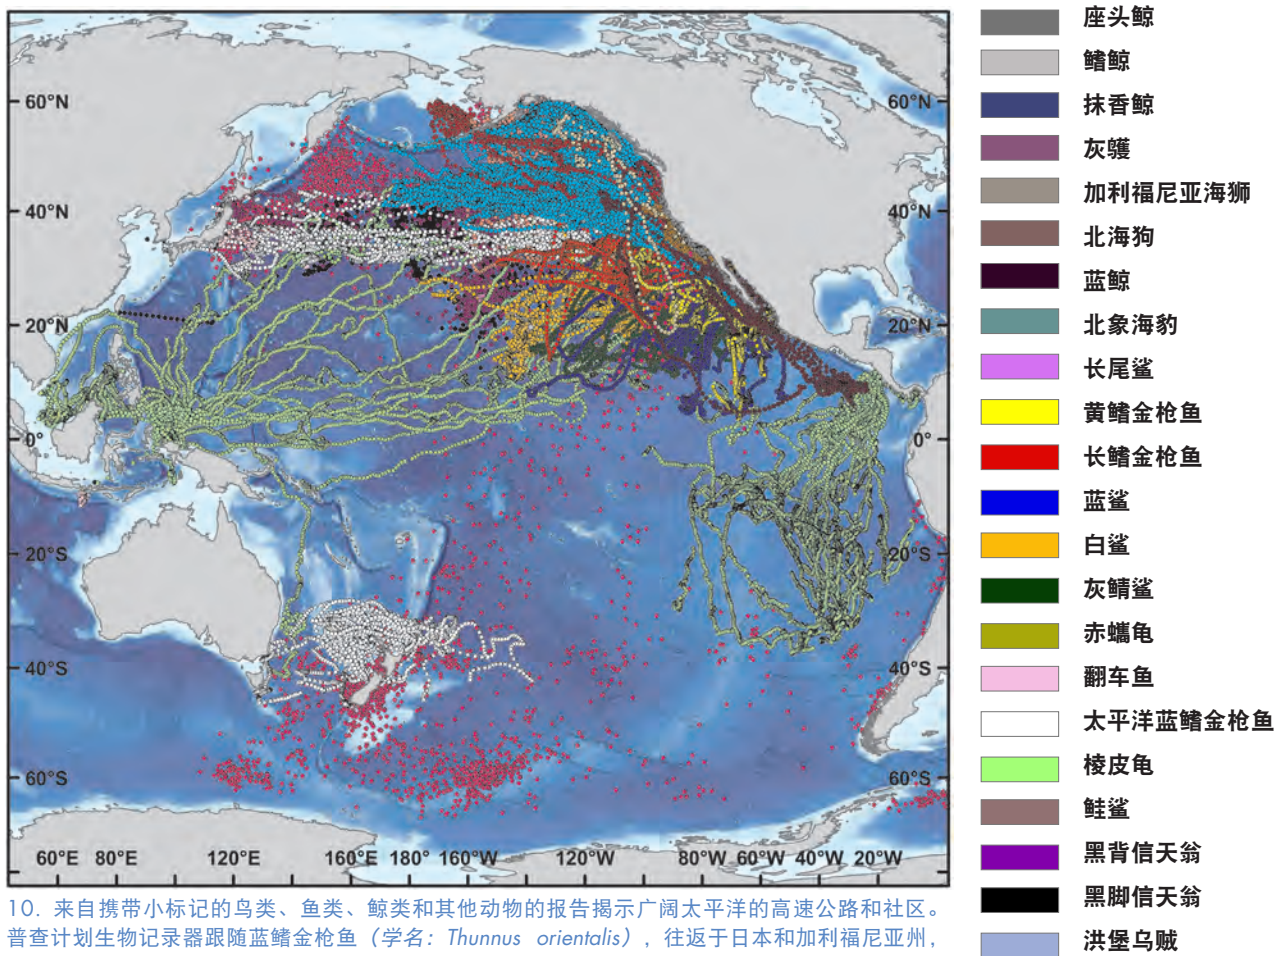 60°N
60°N
40°N
40°N
20°N
20°N
0°
0°
20°S
20°S
40°S
40°S
60°S
60°S
60°E 80°E 120°E 160°E 180° 160°W 120°W 80°W 60°W 40°W 20°W
座头鲸
鳍鲸
抹香鲸
灰鹱
加利福尼亚海狮
北海狗
蓝鲸
北象海豹
长尾鲨
黄鳍金枪鱼
长鳍金枪鱼
蓝鲨
白鲨
灰鲭鲨
赤蠵龟
翻车鱼
太平洋蓝鳍金枪鱼
棱皮龟
鲑鲨
黑背信天翁
黑脚信天翁
洪堡乌贼
10. 来自携带小标记的鸟类、鱼类、鲸类和其他动物的报告揭示广阔太平洋的高速公路和社区。
普查计划生物记录器跟随蓝鳍金枪鱼（学名：Thunnus orientalis），往返于日本和加利福尼亚州，